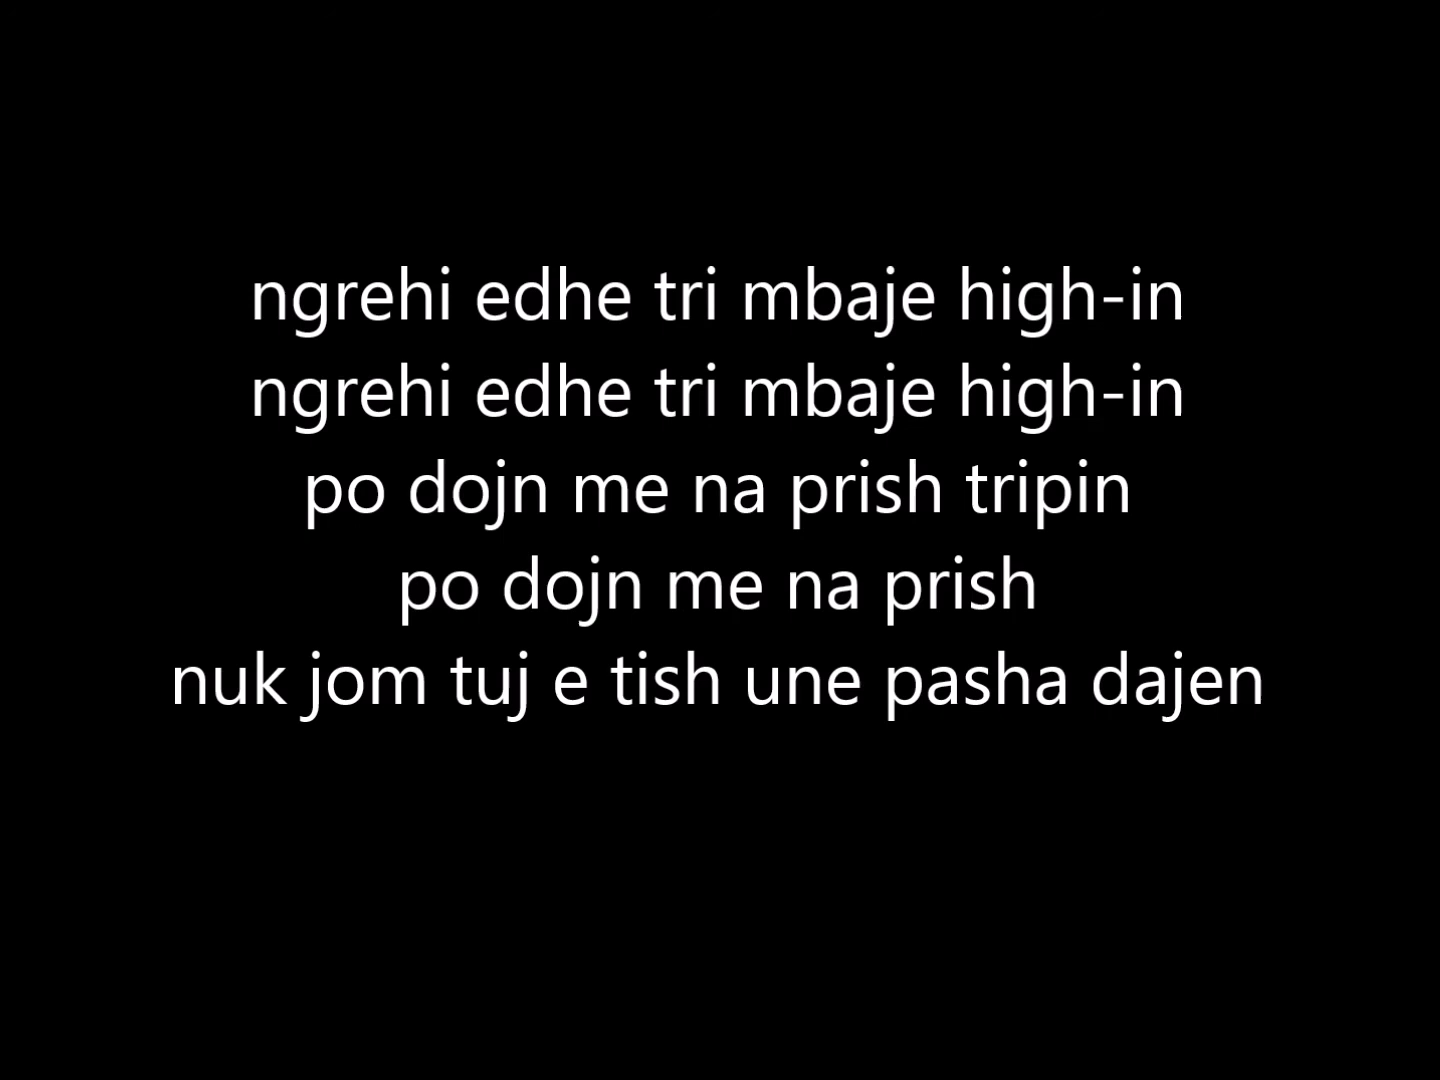 ngrehi edhe tri mbaje high-in
ngrehi edhe tri mbaje high-in
po dojn me na prish tripin
po dojn me na prish
nuk jom tuj e tish une pasha dajen